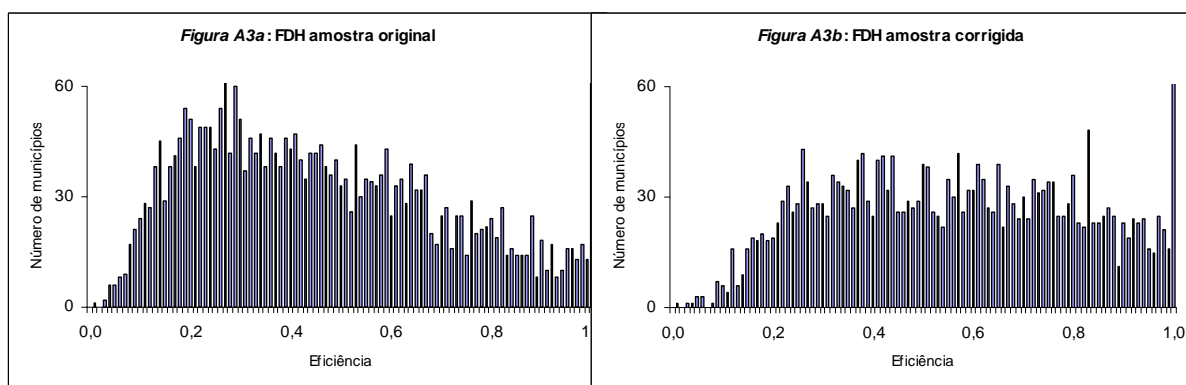 Figura A3a: FDH amostra original
Número de municípios
60
30
0
0,0 0,2 0,4 0,6 0,8 1
Eficiência
Figura A3b: FDH amostra corrigida
Número de municípios
60
30
0
0,0 0,2 0,4 0,6 0,8 1,0
Eficiência